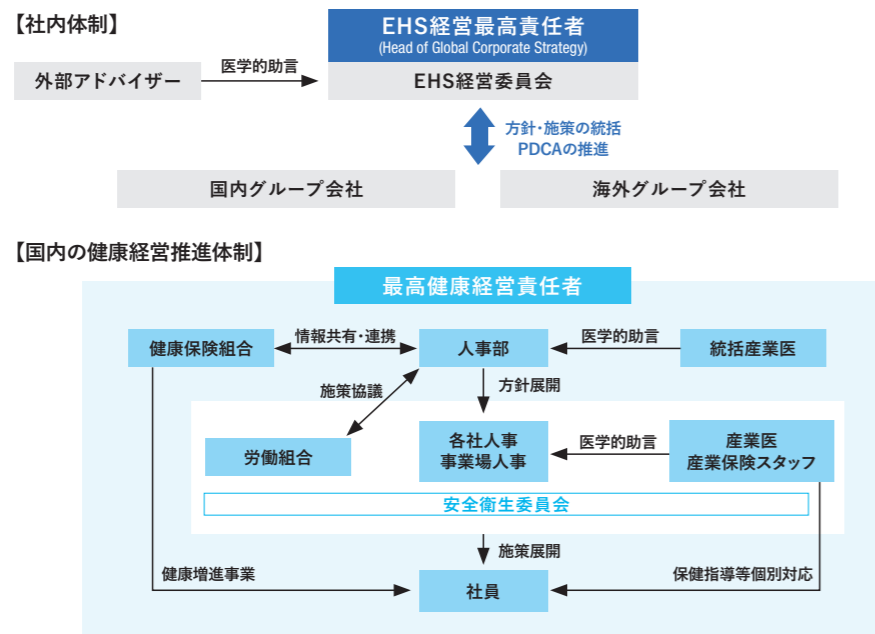 【社内体制】
EHS経営最高責任者
(Head of Global Corporate Strategy)
外部アドバイザー
医学的助言
EHS経営委員会
方針・施策の統括
PDCAの推進
国内グループ会社
海外グループ会社
【国内の健康経営推進体制】
最高健康経営責任者
健康保険組合
情報共有・連携
人事部
医学的助言
統括産業医
施策協議
方針展開
労働組合
各社人事
事業場人事
医学的助言
産業医
産業保険スタッフ
安全衛生委員会
施策展開
健康増進事業
社員
保健指導等個別対応